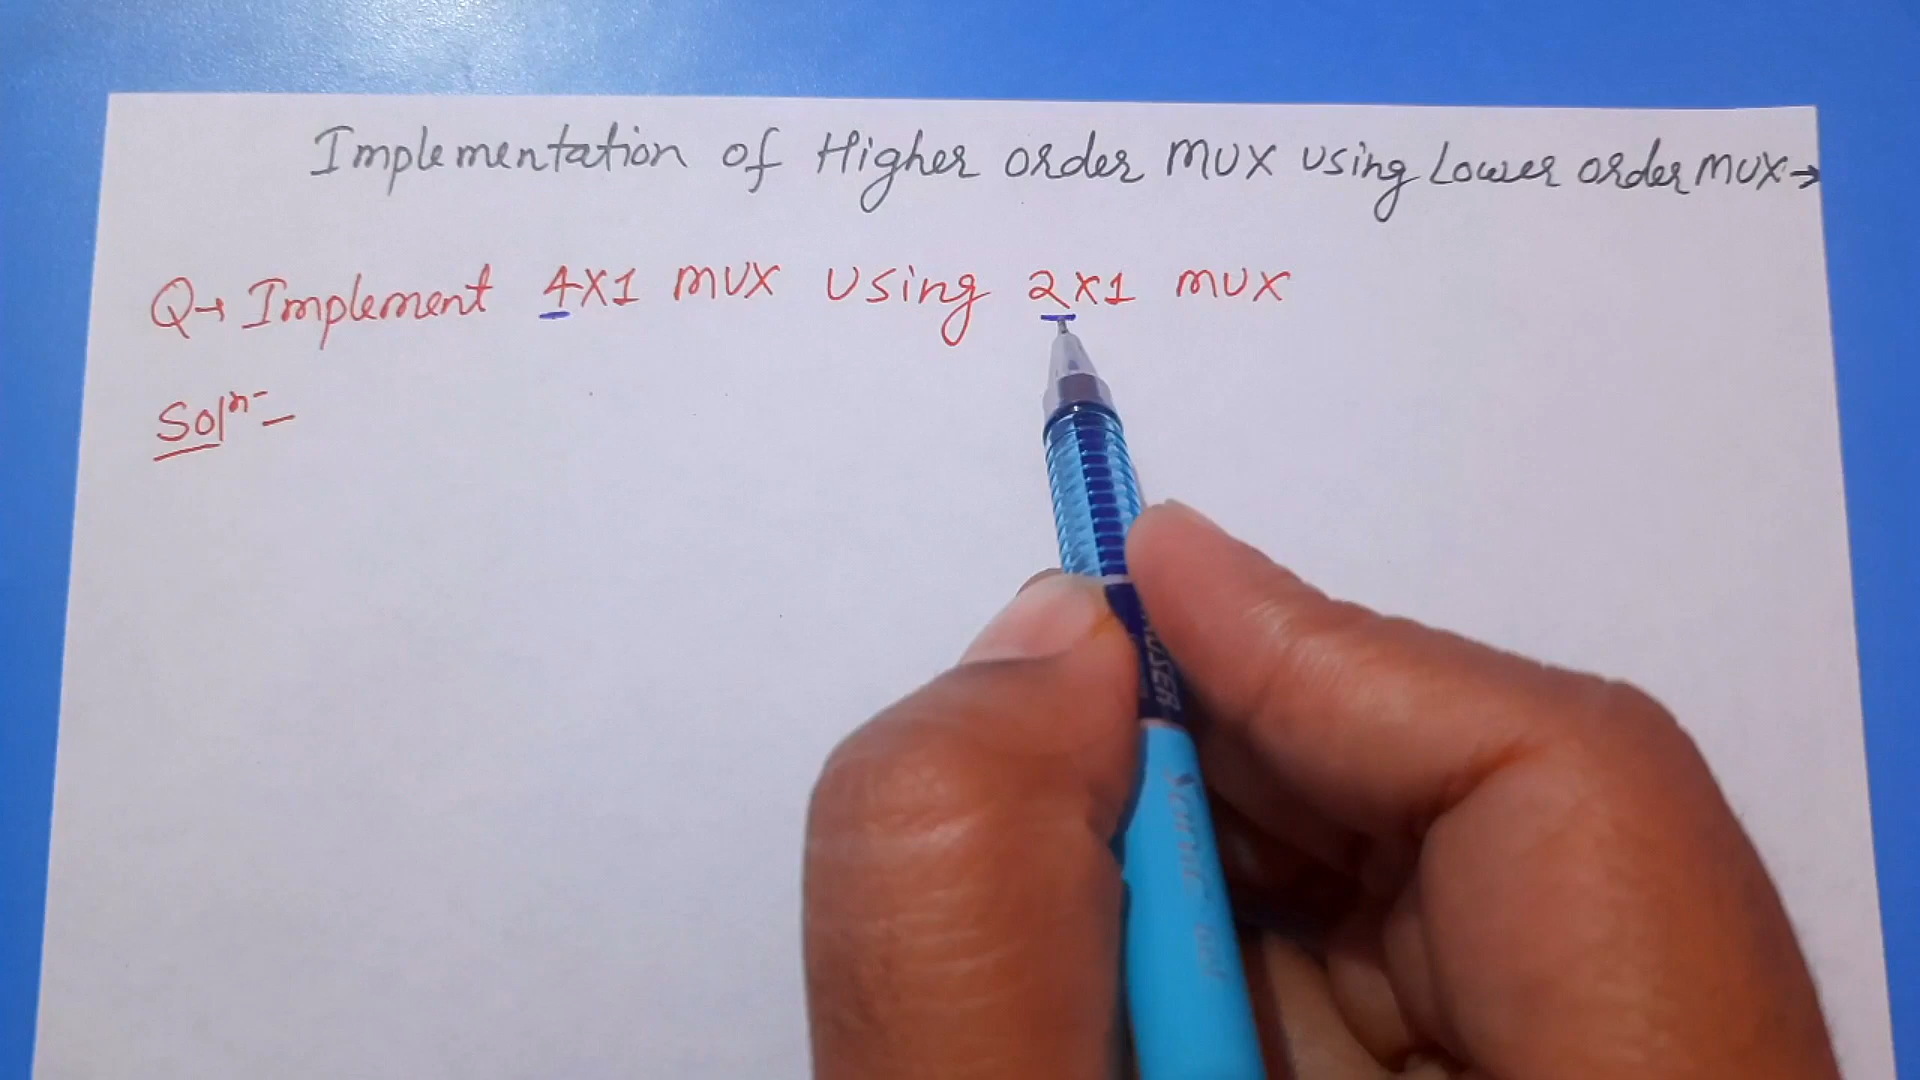 Implementation of Higher order MUX using Lower order MUX→
Q→ Implement 4X1 MUX Using 2X1 MUX
Solⁿ-